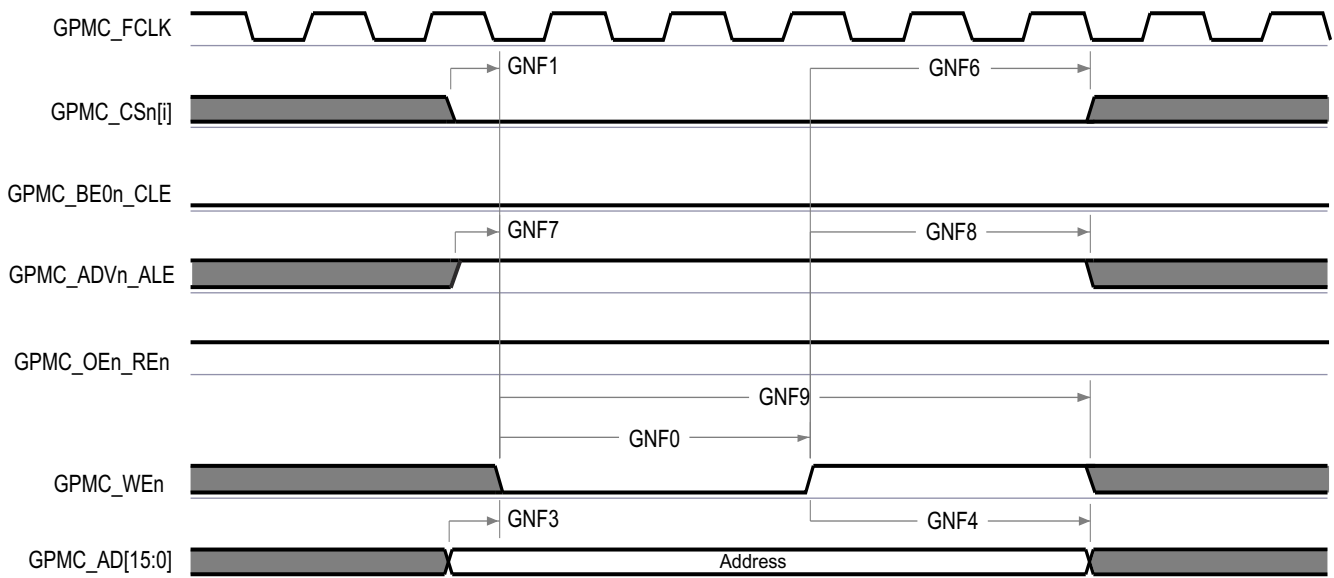 GPMC_FCLK
GNF1
GNF6
GPMC_CSn[i]
GPMC_BE0n_CLE
GNF7
GNF8
GPMC_ADVn_ALE
GPMC_OEn_REn
GNF9
GNF0
GPMC_WEn
GNF3
GNF4
GPMC_AD[15:0]
Address